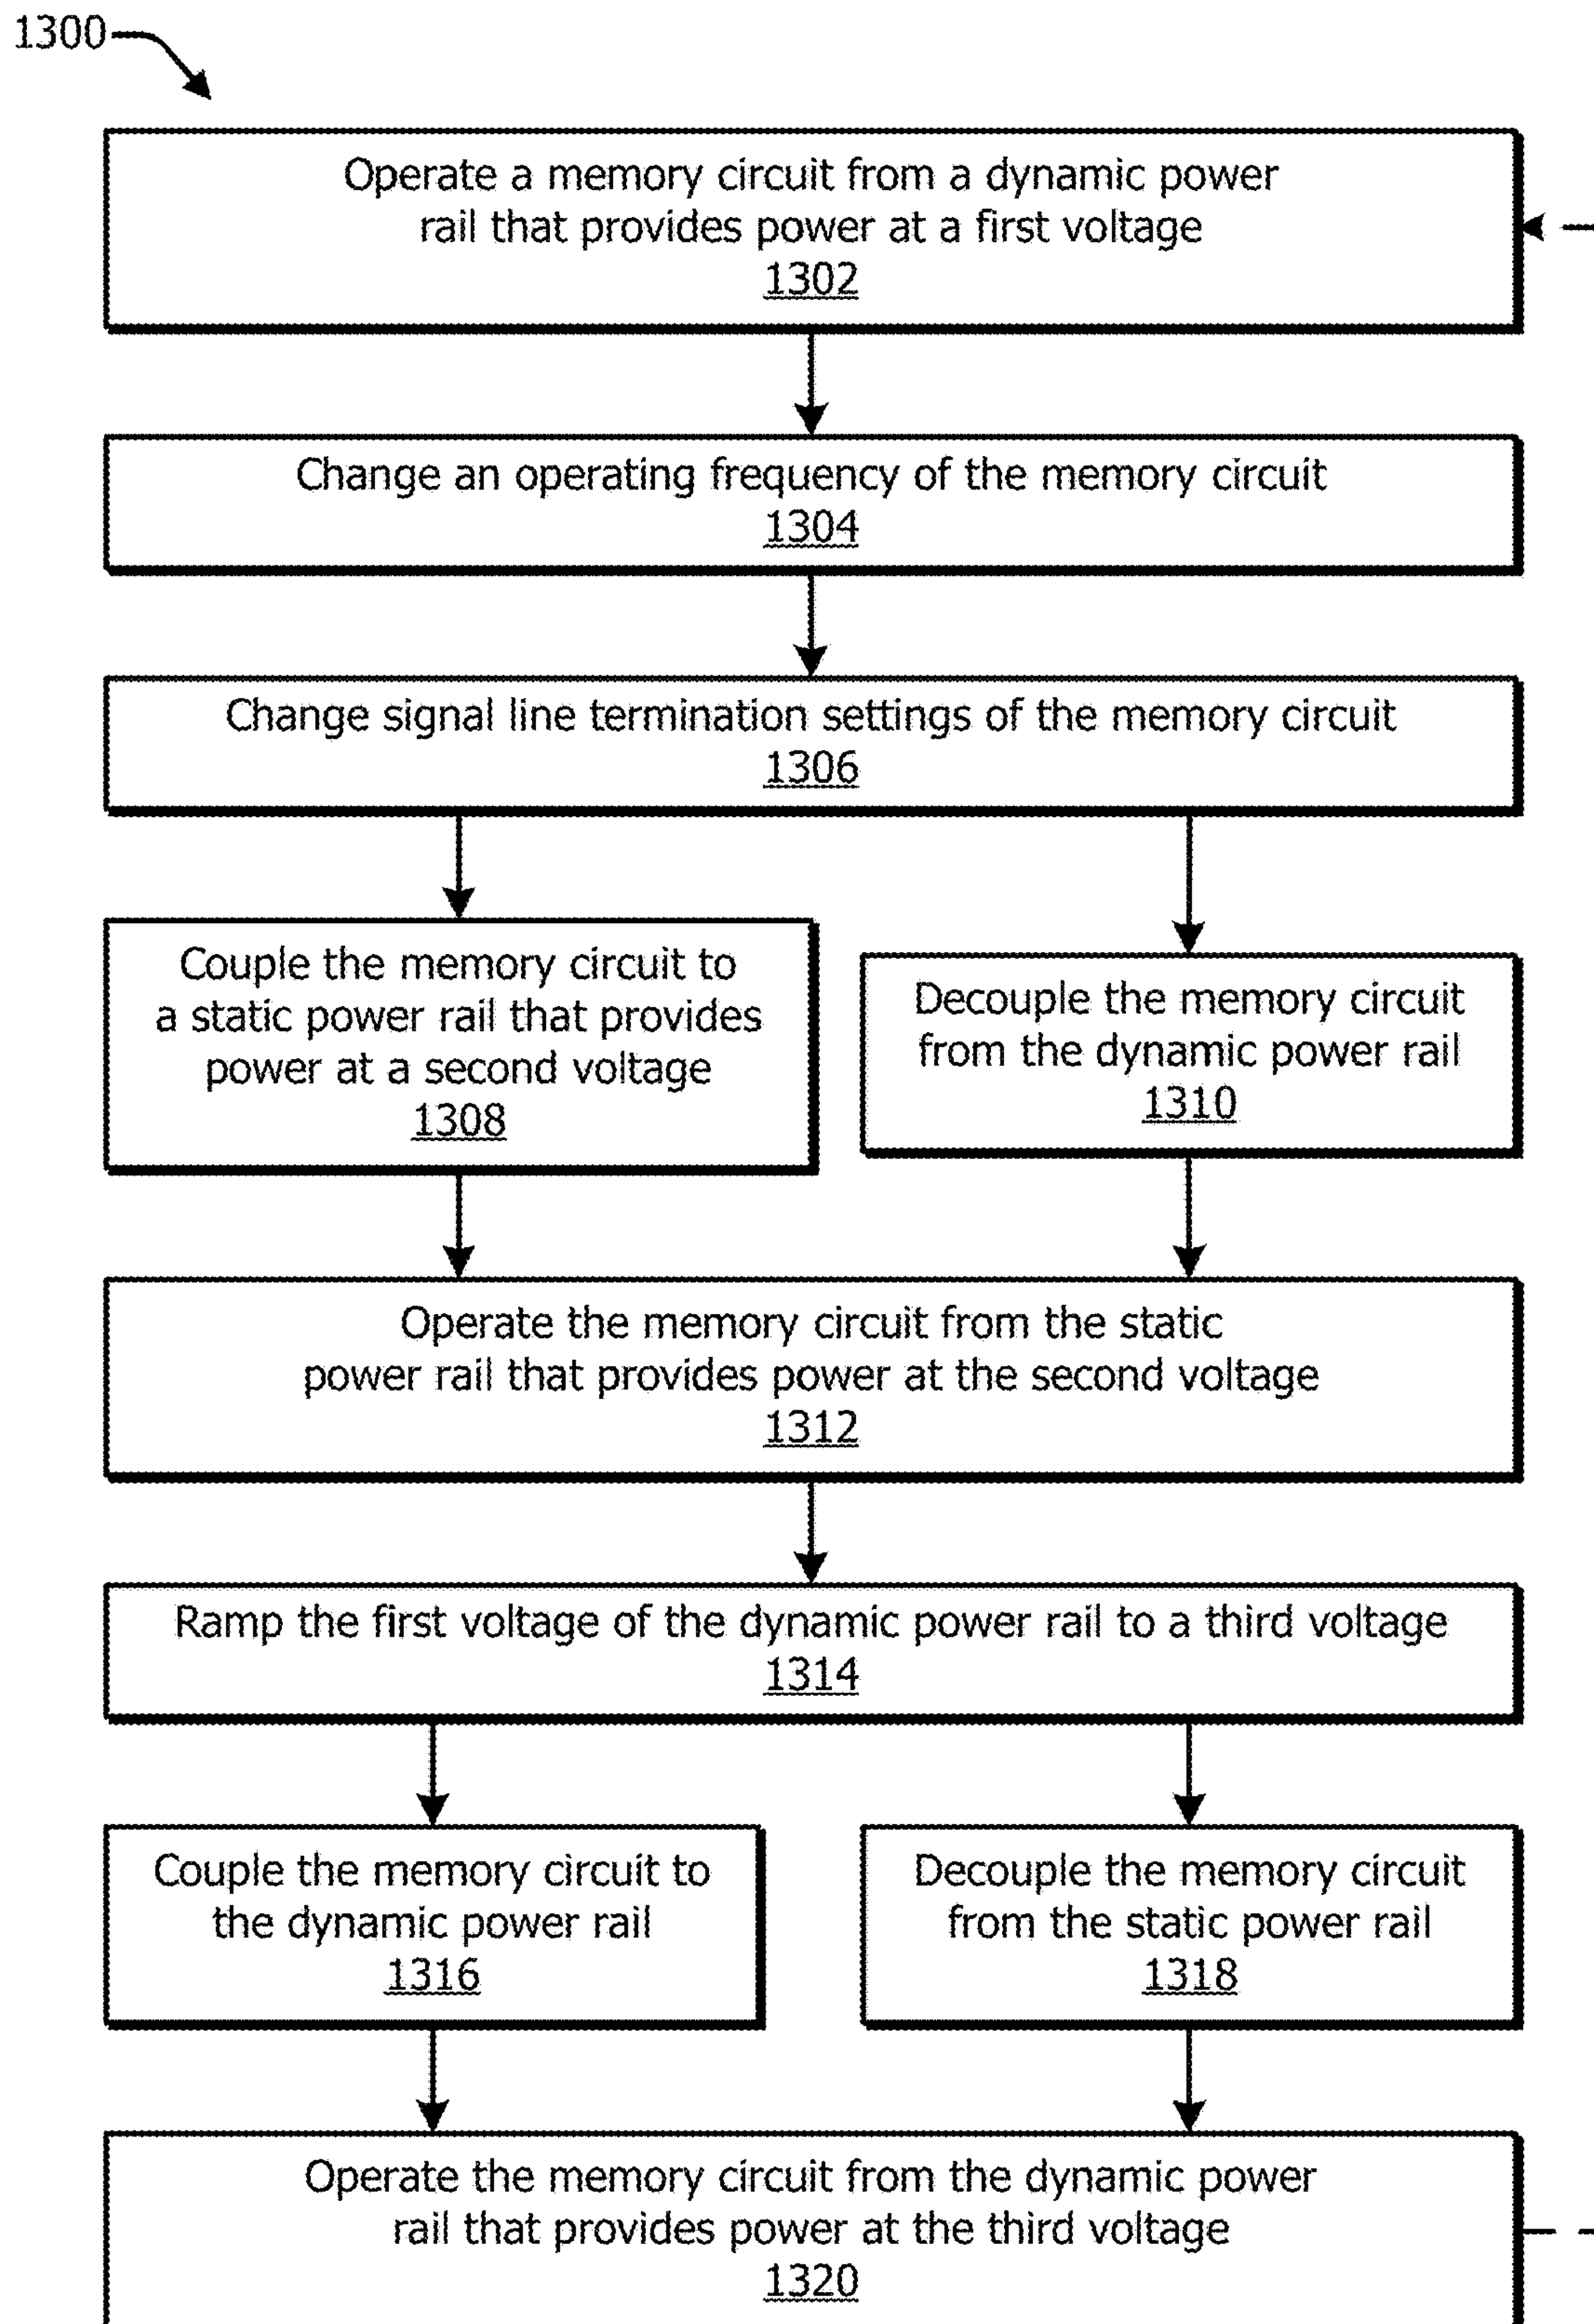 1300
Operate a memory circuit from a dynamic power
rail that provides power at a first voltage
1302
Change an operating frequency of the memory circuit
1304
Change signal line termination settings of the memory circuit
1306
Couple the memory circuit to
a static power rail that provides
power at a second voltage
1308
Decouple the memory circuit
from the dynamic power rail
1310
Operate the memory circuit from the static
power rail that provides power at the second voltage
1312
Ramp the first voltage of the dynamic power rail to a third voltage
1314
Couple the memory circuit to
the dynamic power rail
1316
Decouple the memory circuit
from the static power rail
1318
Operate the memory circuit from the dynamic power
rail that provides power at the third voltage
1320